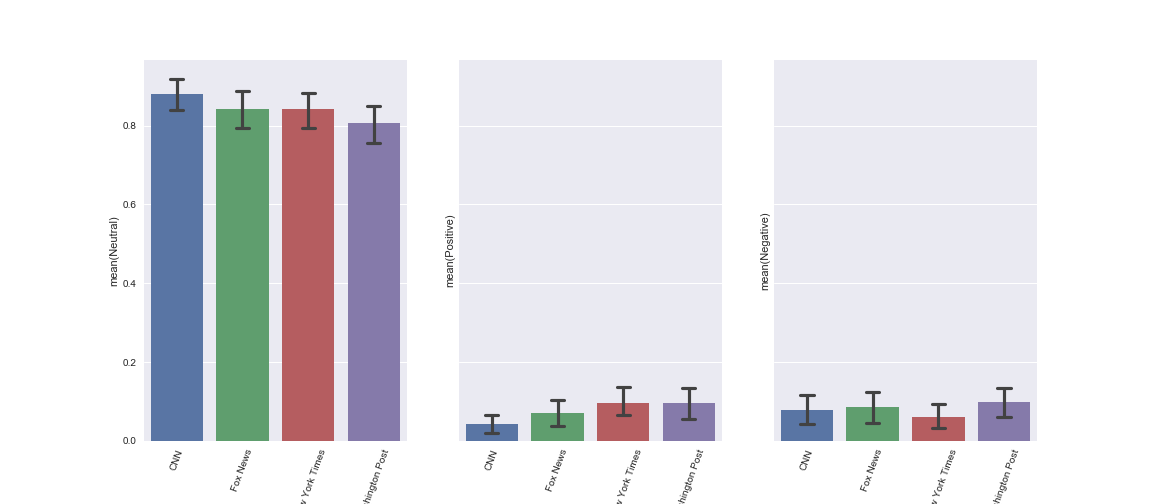 mean(Neutral)
0.8
0.6
0.4
0.2
0.0
CNN
Fox News
York Times
Post
mean(Positive)
CNN
Fox News
York Times
Post
mean(Negative)
CNN
Fox News
York Times
Post